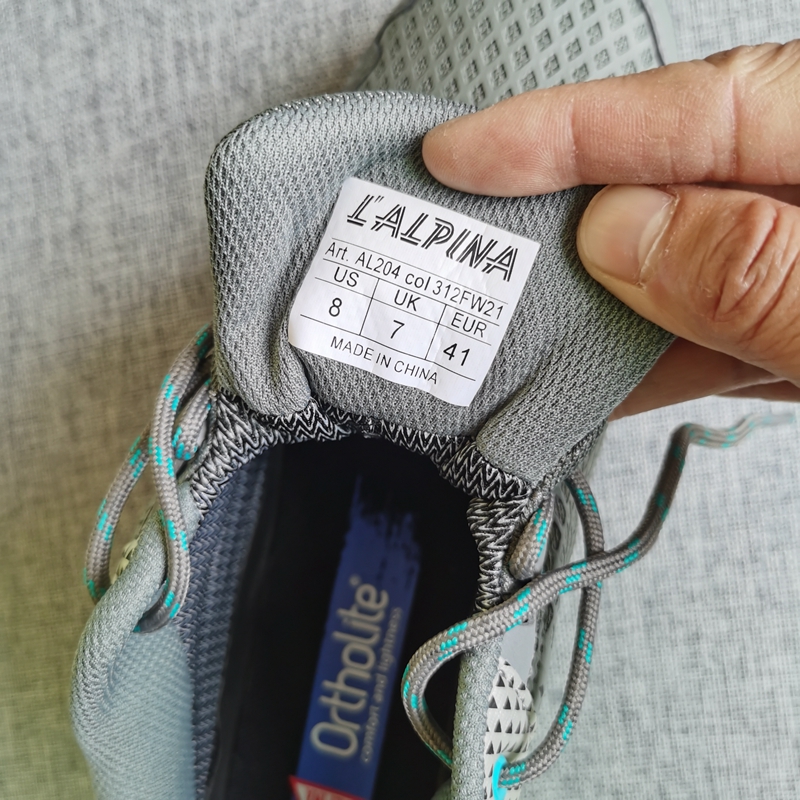 L'ALPINA
Art. AL204 col 312FW21
US UK EUR
8 7 41
MADE IN CHINA
Ortholite®
comfort and lightness